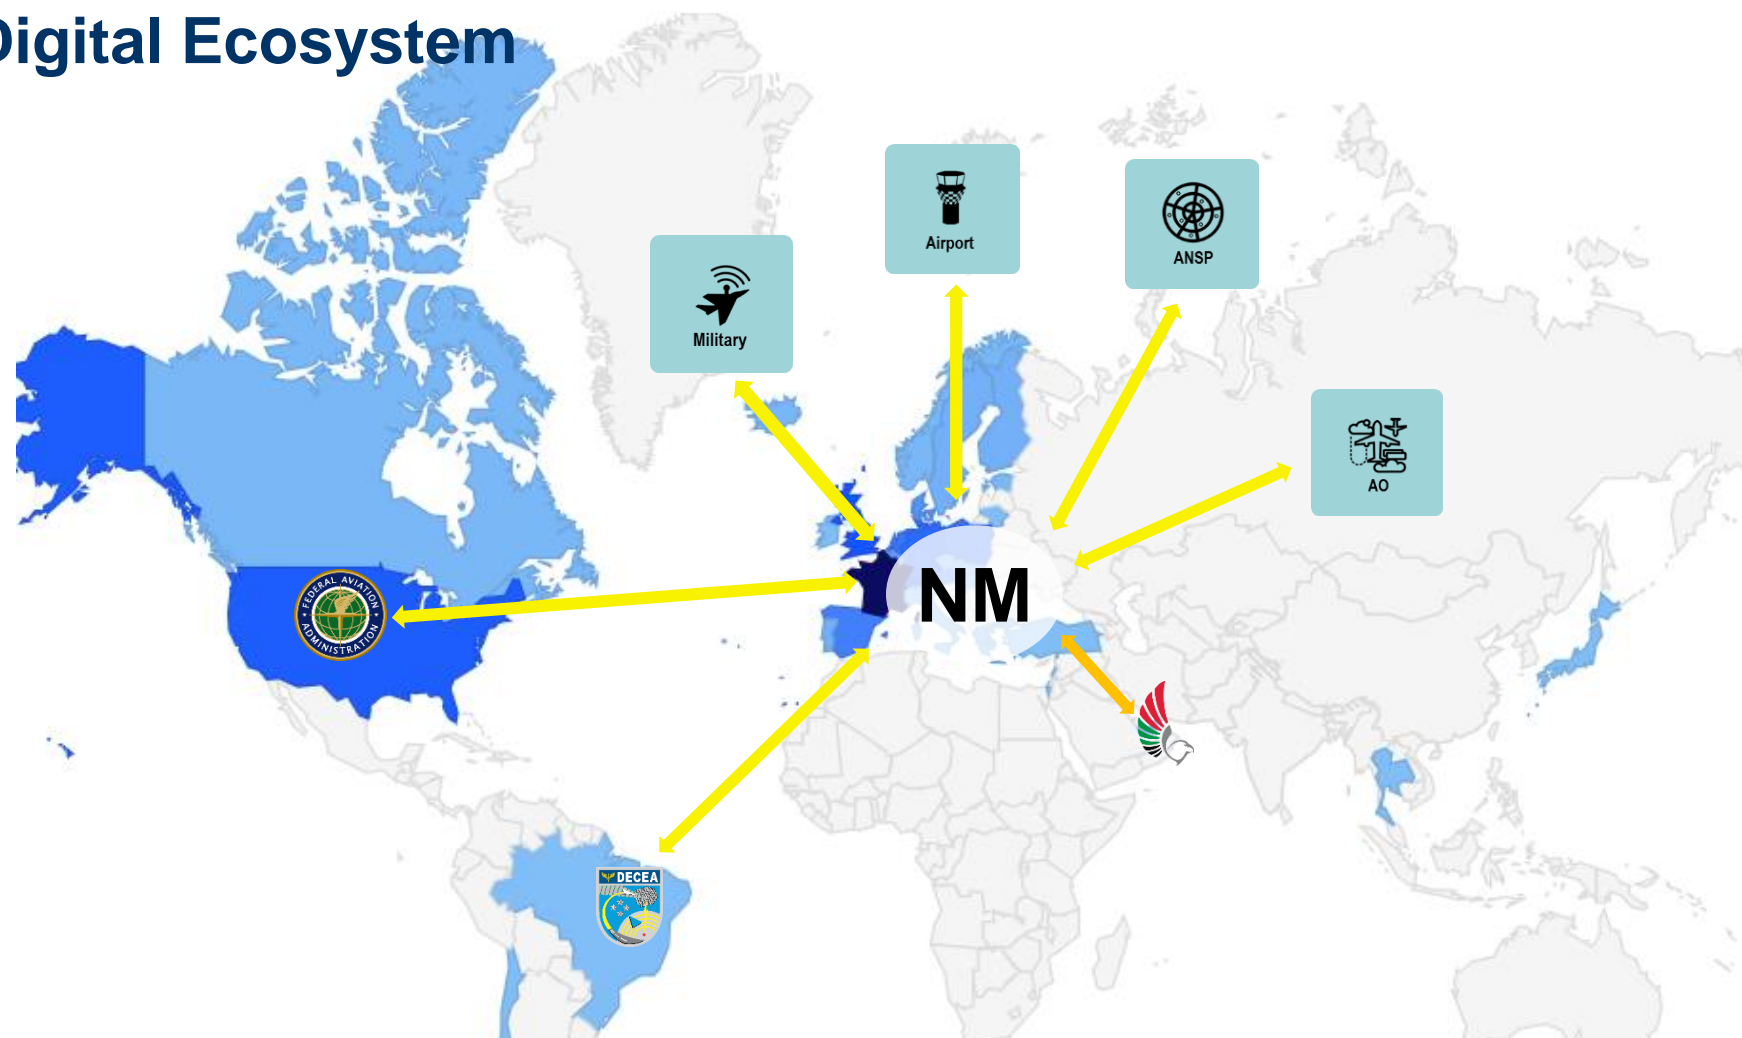 Digital Ecosystem
Airport
ANSP
Military
AO
NM
FEDERAL AVIATION
ADMINISTRATION
DECEA